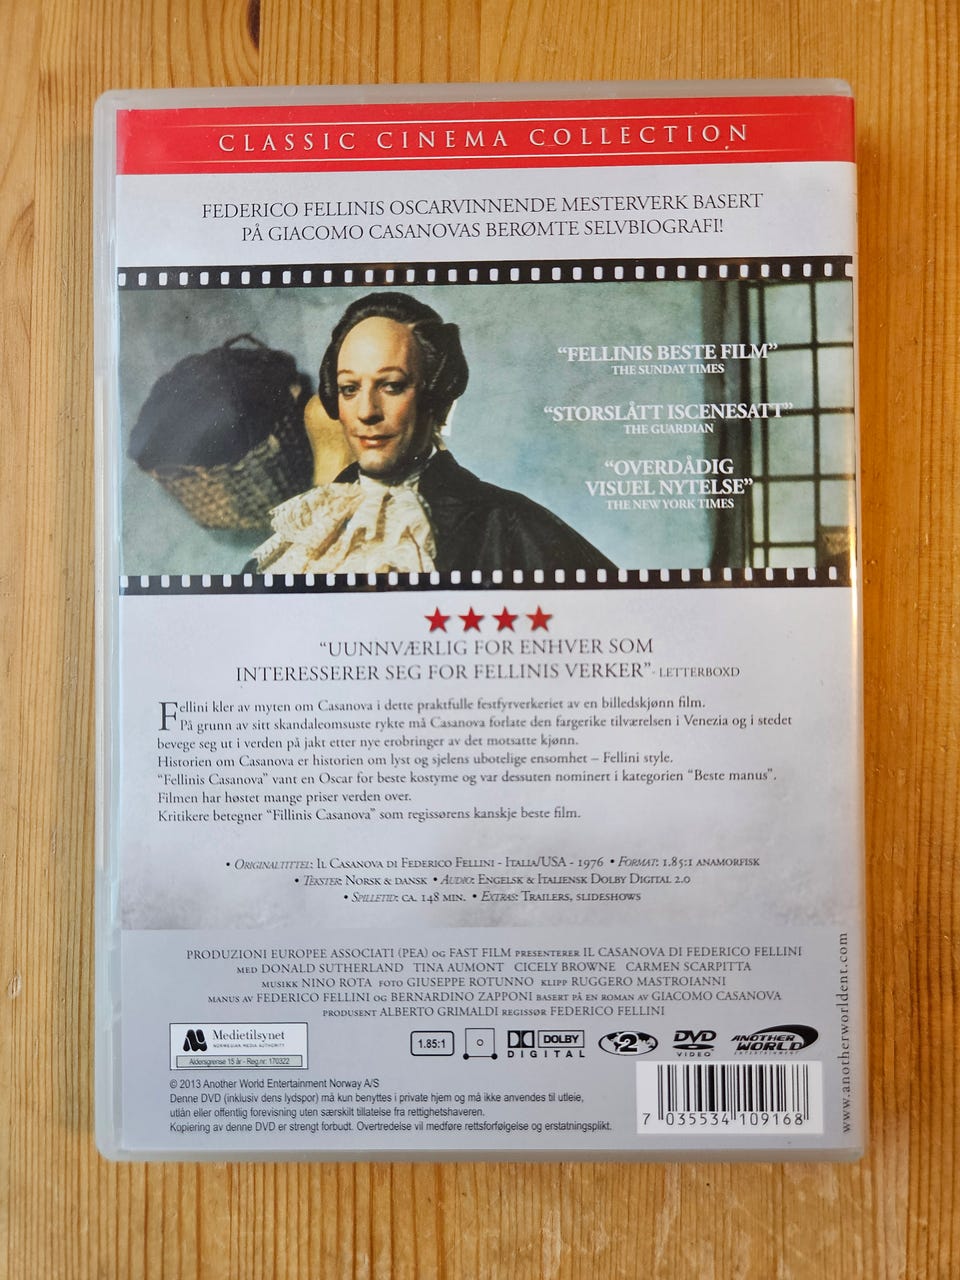 CLASSIC CINEMA COLLECTION
FEDERICO FELLINIS OSCARVINNENDE MESTERVERK BASERT
PÅ GIACOMO CASANOVAS BERØMTE SELVBIOGRAFI!
“FELLINIS BESTE FILM”
THE SUNDAY TIMES
“STORSLÅTT ISCENESATT”
THE GUARDIAN
“OVERDÅDIG
VISUEL NYTELSE”
THE NEW YORK TIMES
“UUNNVÆRLIG FOR ENHVER SOM
INTERESSERER SEG FOR FELLINIS VERKER” - LETTERBOXD
Fellini kler av myten om Casanova i dette praktfulle festfyrverkeriet av en billedskjønn film.
På grunn av sitt skandaleomsuste rykte må Casanova forlate den fargerike tilværelsen i Venezia og i stedet
bevege seg ut i verden på jakt etter nye erobringer av det motsatte kjønn.
Historien om Casanova er historien om lyst og sjelens ubotelige ensomhet – Fellini style.
“Fellinis Casanova” vant en Oscar for beste kostyme og var dessuten nominert i kategorien “Beste manus”.
Filmen har høstet mange priser verden over.
Kritikere betegner “Fillinis Casanova” som regissørens kanskje beste film.
• Originaltittel: Il Casanova di Federico Fellini - Italia/USA - 1976 • Format: 1.85:1 anamorfisk
• Tekster: Norsk & dansk • Audio: Engelsk & Italiensk Dolby Digital 2.0
• Spilletid: ca. 148 min. • Extras: Trailers, slideshows
PRODUZIONI EUROPEE ASSOCIATI (PEA) OG FAST FILM PRESENTERER IL CASANOVA DI FEDERICO FELLINI
MED DONALD SUTHERLAND TINA AUMONT CICELY BROWNE CARMEN SCARPITTA
MUSIKK NINO ROTA FOTO GIUSEPPE ROTUNNO KLIPP RUGGERO MASTROIANNI
MANUS AV FEDERICO FELLINI OG BERNARDINO ZAPPONI BASERT PÅ EN ROMAN AV GIACOMO CASANOVA
PRODUSENT ALBERTO GRIMALDI REGISSØR FEDERICO FELLINI
Medietilsynet
NORWEGIAN MEDIA AUTHORITY
Aldersgrense 15 år - Reg.nr: 170322
1.85:1
DOLBY
DIGITAL
2
DVD
VIDEO
ANOTHER
WORLD
ENTERTAINMENT
© 2013 Another World Entertainment Norway A/S
Denne DVD (inklusiv dens lydspor) må kun benyttes i private hjem og må ikke anvendes til utleie,
utlån eller offentlig forevisning uten særskilt tillatelse fra rettighetshaveren.
Kopiering av denne DVD er strengt forbudt. Overtredelse vil medføre rettsforfølgelse og erstatningsplikt.
7 035534 109168
www.anotherworldent.com